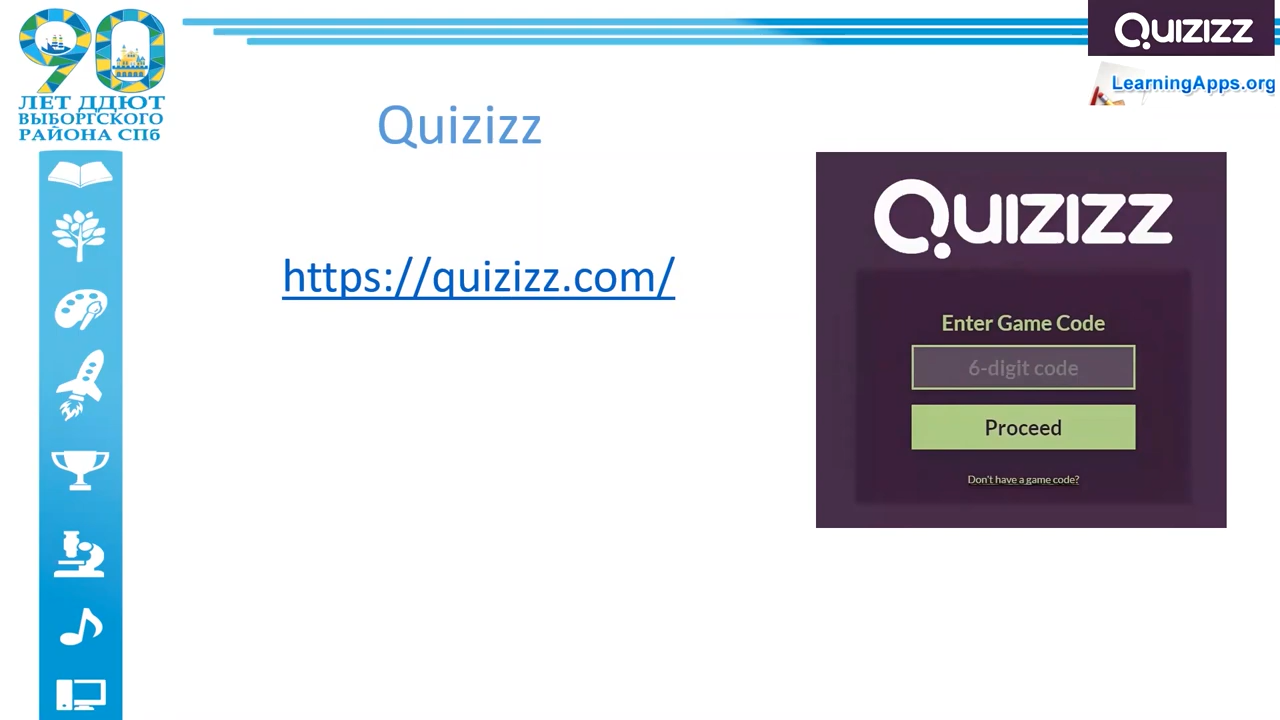 90
ЛЕТ ДДЮТ
ВЫБОРГСКОГО
РАЙОНА СПб
Quizizz
LearningApps.org
Quizizz
https://quizizz.com/
Quizizz
Enter Game Code
6-digit code
Proceed
Don't have a game code?